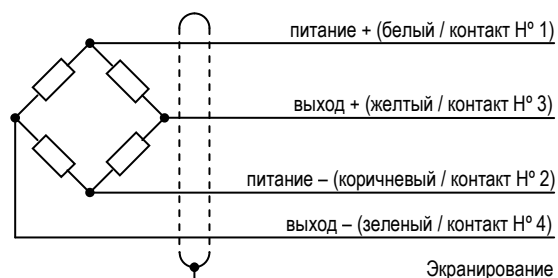 питание + (белый / контакт Hº 1)
выход + (желтый / контакт Hº 3)
питание – (коричневый / контакт Hº 2)
выход – (зеленый / контакт Hº 4)
Экранирование